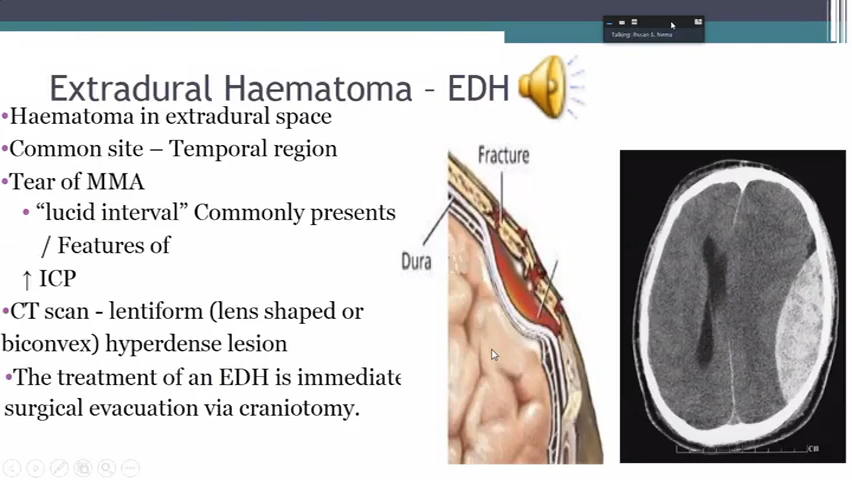 Talking: Ihsan S. Nema
Extradural Haematoma – EDH
•Haematoma in extradural space
•Common site – Temporal region
•Tear of MMA
• “lucid interval” Commonly presents
/ Features of
↑ ICP
•CT scan - lentiform (lens shaped or
biconvex) hyperdense lesion
•The treatment of an EDH is immediate
surgical evacuation via craniotomy.
Fracture
Dura